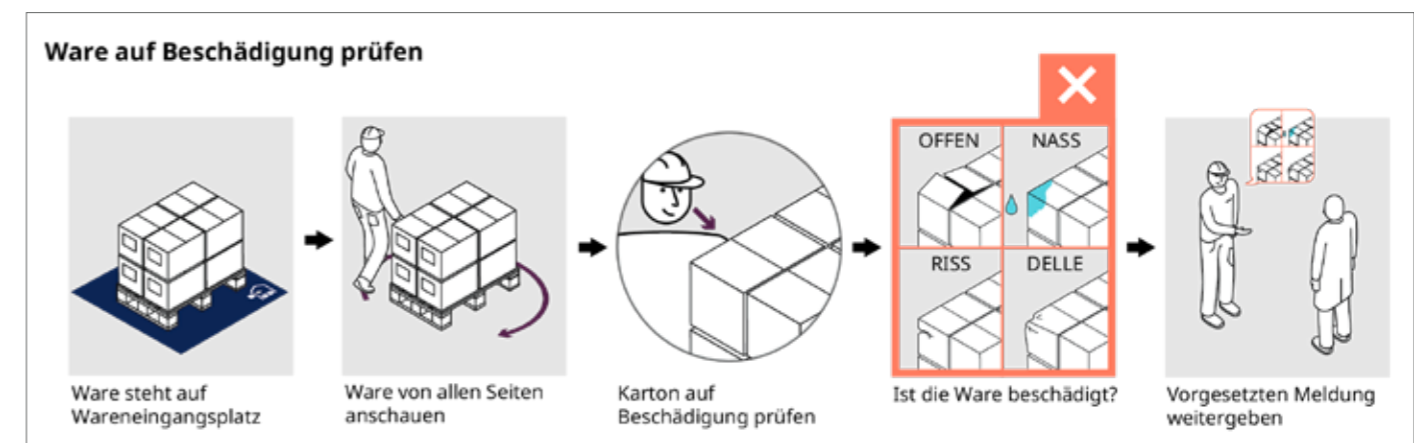 Ware auf Beschädigung prüfen
OFFEN
NASS
RISS
DELLE
Ware steht auf
Wareneingangsplatz
Ware von allen Seiten
anschauen
Karton auf
Beschädigung prüfen
Ist die Ware beschädigt?
Vorgesetzten Meldung
weitergeben